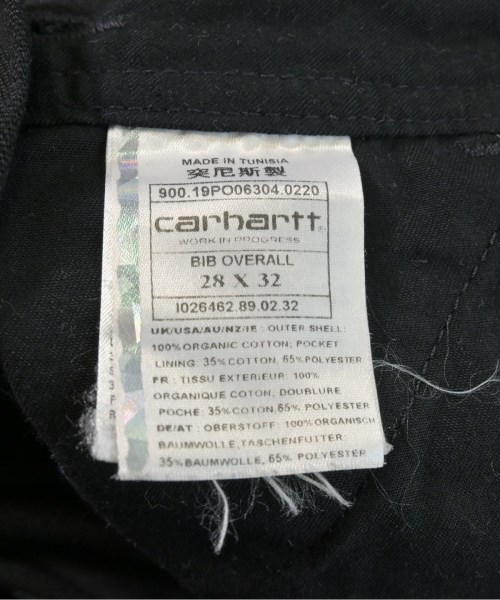 MADE IN TUNISIA
突尼斯製
900.19PO06304.0220
carhartt
WORK IN PROGRESS
BIB OVERALL
28 X 32
I026462.89.02.32
UK/USA/AU/NZ/IE : OUTER SHELL:
100% ORGANIC COTTON; POCKET
LINING: 35% COTTON, 65% POLYESTER
FR : TISSU EXTERIEUR: 100%
ORGANIQUE COTON, DOUBLURE
POCHE: 35% COTON, 65% POLYESTER
DE/AT : OBERSTOFF: 100% ORGANISCH
BAUMWOLLE, TASCHENFUTTER:
35% BAUMWOLLE, 65% POLYESTER